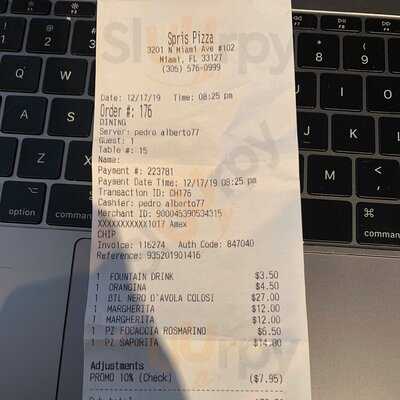 Spris Pizza
3201 N Miami Ave #102
Miami, FL 33127
(305) 576-0999
Date: 12/17/19 Time: 08:25 pm
Order #: 176
DINING
Server: pedro alberto77
Guest: 1
Table #: 15
Name:
Payment #: 223781
Payment Date Time: 12/17/19 08:25 pm
Transaction ID: CH176
Cashier: pedro alberto77
Merchant ID: 900045390534315
XXXXXXXXXXX1017 Amex
CHIP
Invoice: 116274 Auth Code: 847040
Reference: 935201901416
1 FOUNTAIN DRINK $3.50
1 ORANGINA $4.50
1 BTL NERO D'AVOLA COLOSI $27.00
1 MARGHERITA $12.00
1 MARGHERITA $12.00
1 PZ FOCACCIA ROSMARINO $6.50
1 PZ SAPORITA $14.00
Adjustments
PROMO 10% (Check) ($7.95)
Q
W
A
S
Z
X
option
command
K
L
M
command
option